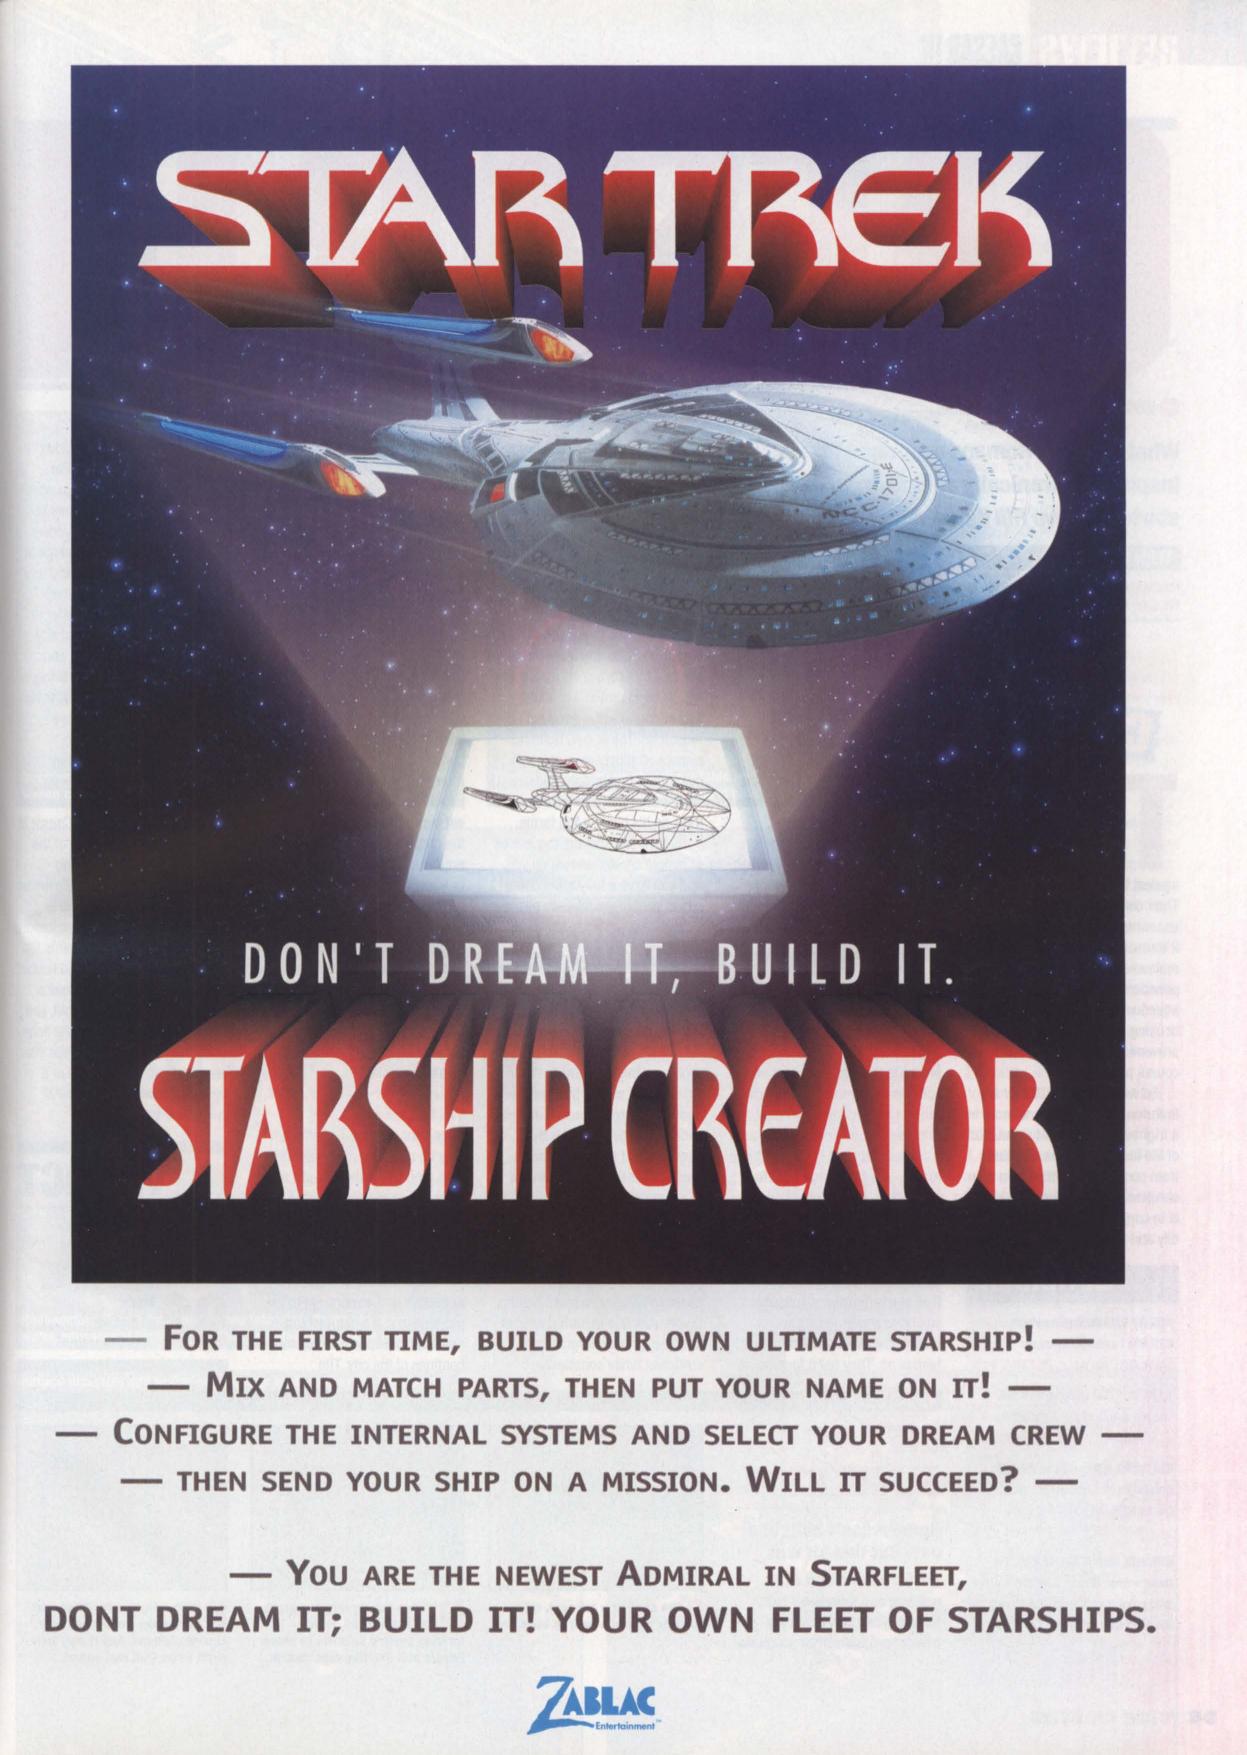 STAR TREK
NCC-1701-E
DON'T DREAM IT, BUILD IT.
STARSHIP CREATOR
— FOR THE FIRST TIME, BUILD YOUR OWN ULTIMATE STARSHIP! —
— MIX AND MATCH PARTS, THEN PUT YOUR NAME ON IT! —
— CONFIGURE THE INTERNAL SYSTEMS AND SELECT YOUR DREAM CREW —
— THEN SEND YOUR SHIP ON A MISSION. WILL IT SUCCEED? —
— YOU ARE THE NEWEST ADMIRAL IN STARFLEET,
DONT DREAM IT; BUILD IT! YOUR OWN FLEET OF STARSHIPS.
ZABLAC
Entertainment™